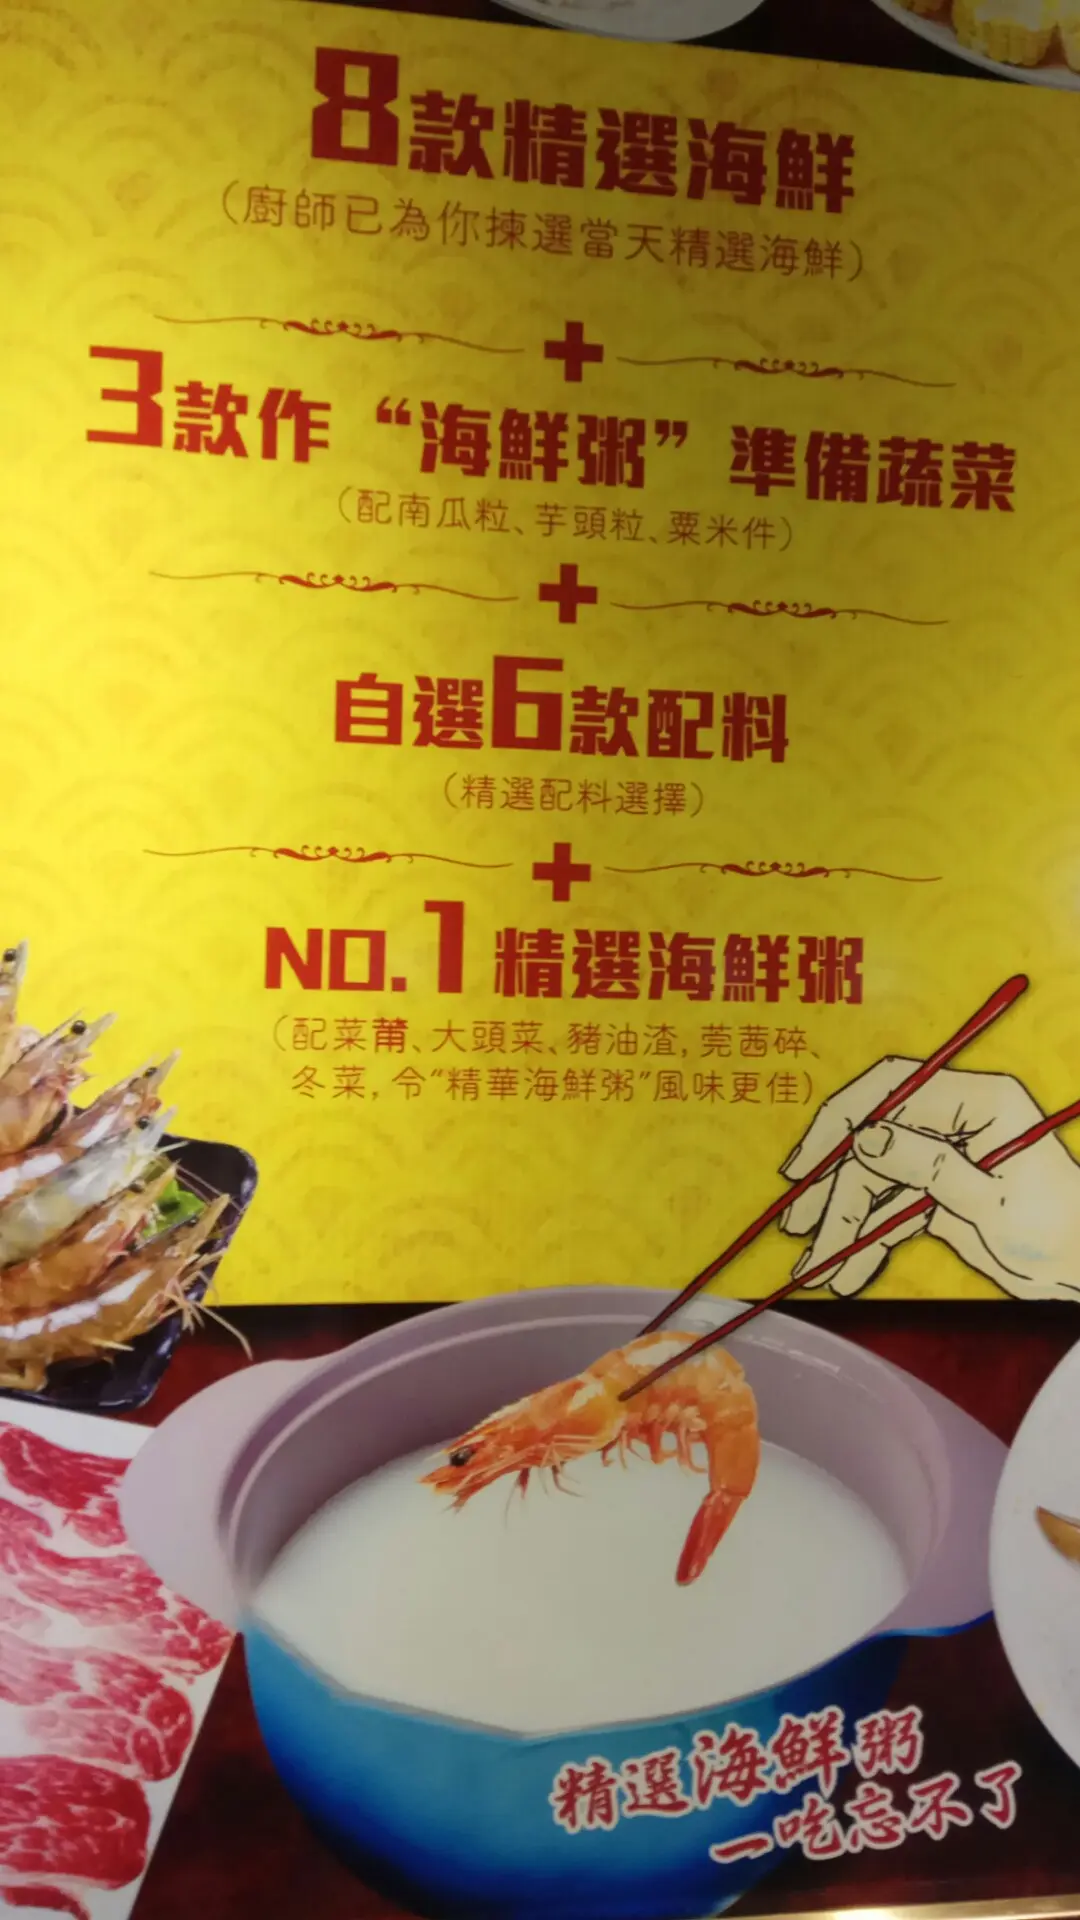 8款精選海鮮
(廚師已為你揀選當天精選海鮮)
+
3款作“海鮮粥”準備蔬菜
(配南瓜粒、芋頭粒、粟米件)
+
自選6款配料
(精選配料選擇)
+
NO.1 精選海鮮粥
(配菜莆、大頭菜、豬油渣, 莞茜碎、
冬菜, 令“精華海鮮粥”風味更佳)
精選海鮮粥
一吃忘不了